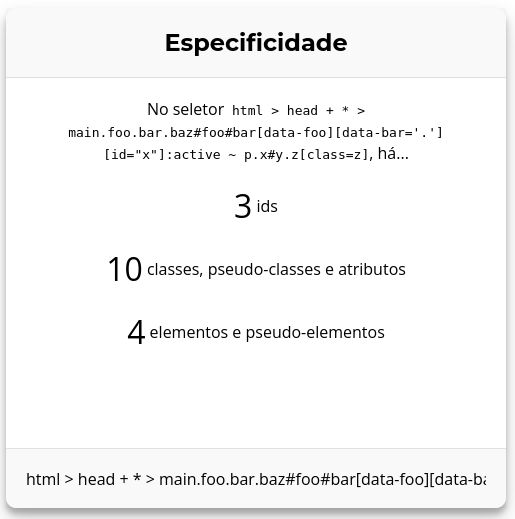 Especificidade
No seletor html > head + * >
main.foo.bar.baz#foo#bar[data-foo][data-bar='.']
[id="x"]:active ~ p.x#y.z[class=z], há...
3 ids
10 classes, pseudo-classes e atributos
4 elementos e pseudo-elementos
html > head + * > main.foo.bar.baz#foo#bar[data-foo][data-ba